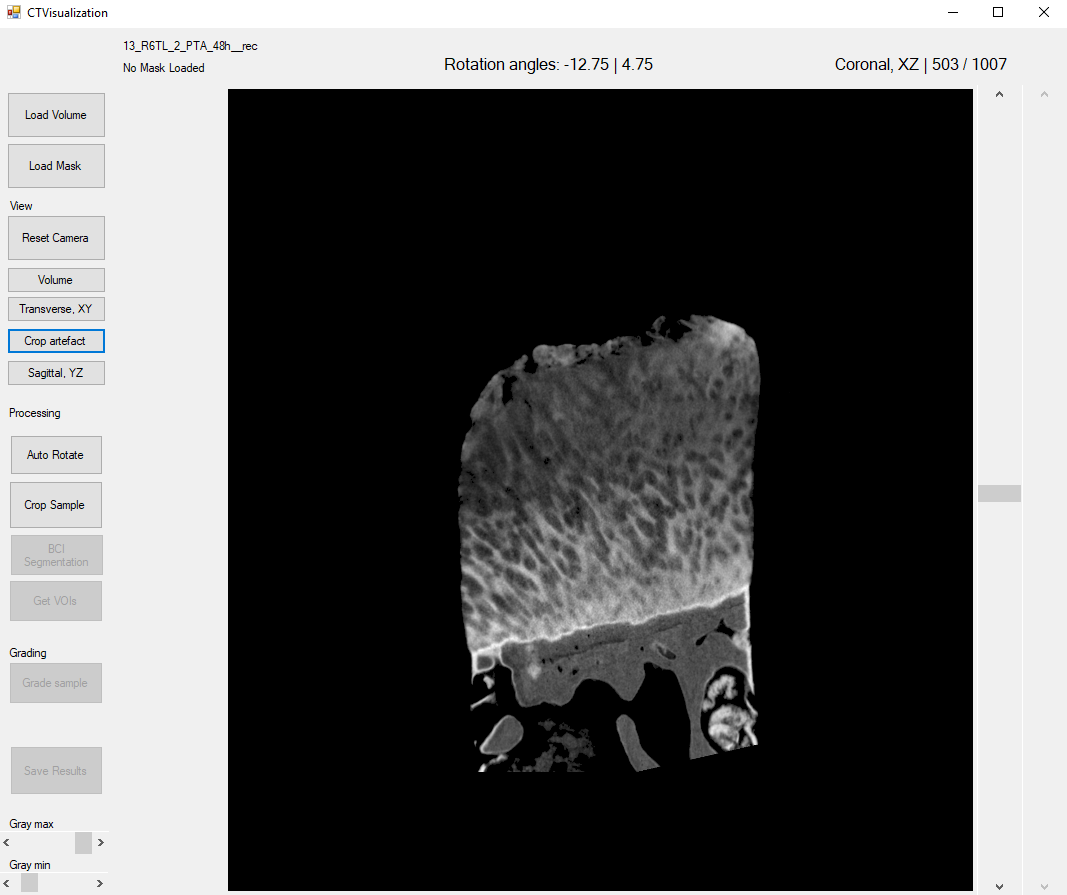 CTVisualization
13_R6TL_2_PTA_48h__rec
No Mask Loaded
Rotation angles: -12.75 | 4.75
Coronal, XZ | 503 / 1007
Load Volume
Load Mask
View
Reset Camera
Volume
Transverse, XY
Crop artefact
Sagittal, YZ
Processing
Auto Rotate
Crop Sample
BCI
Segmentation
Get VOIs
Grading
Grade sample
Save Results
Gray max
Gray min